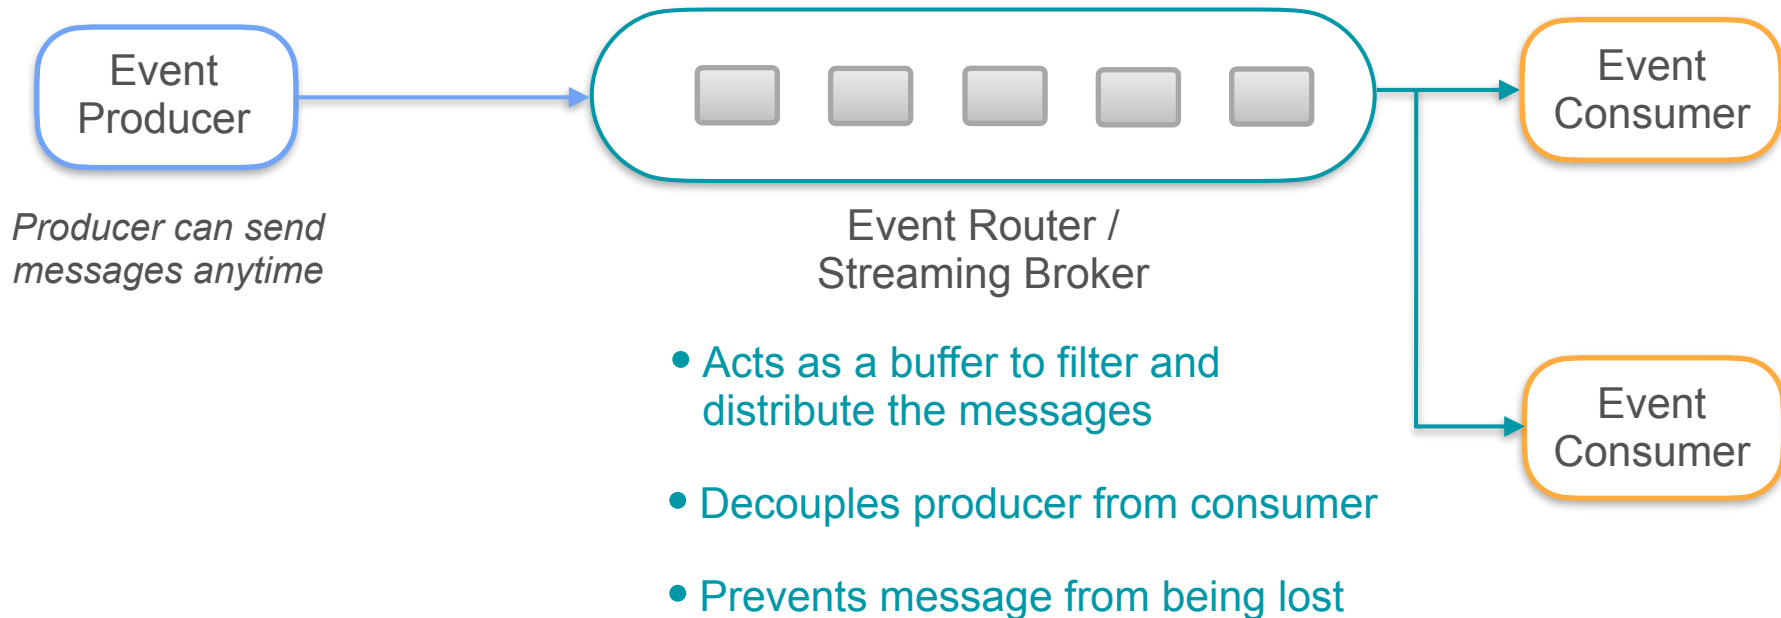 Event
Producer
Producer can send
messages anytime
Event Router /
Streaming Broker
• Acts as a buffer to filter and
distribute the messages
• Decouples producer from consumer
• Prevents message from being lost
Event
Consumer
Event
Consumer